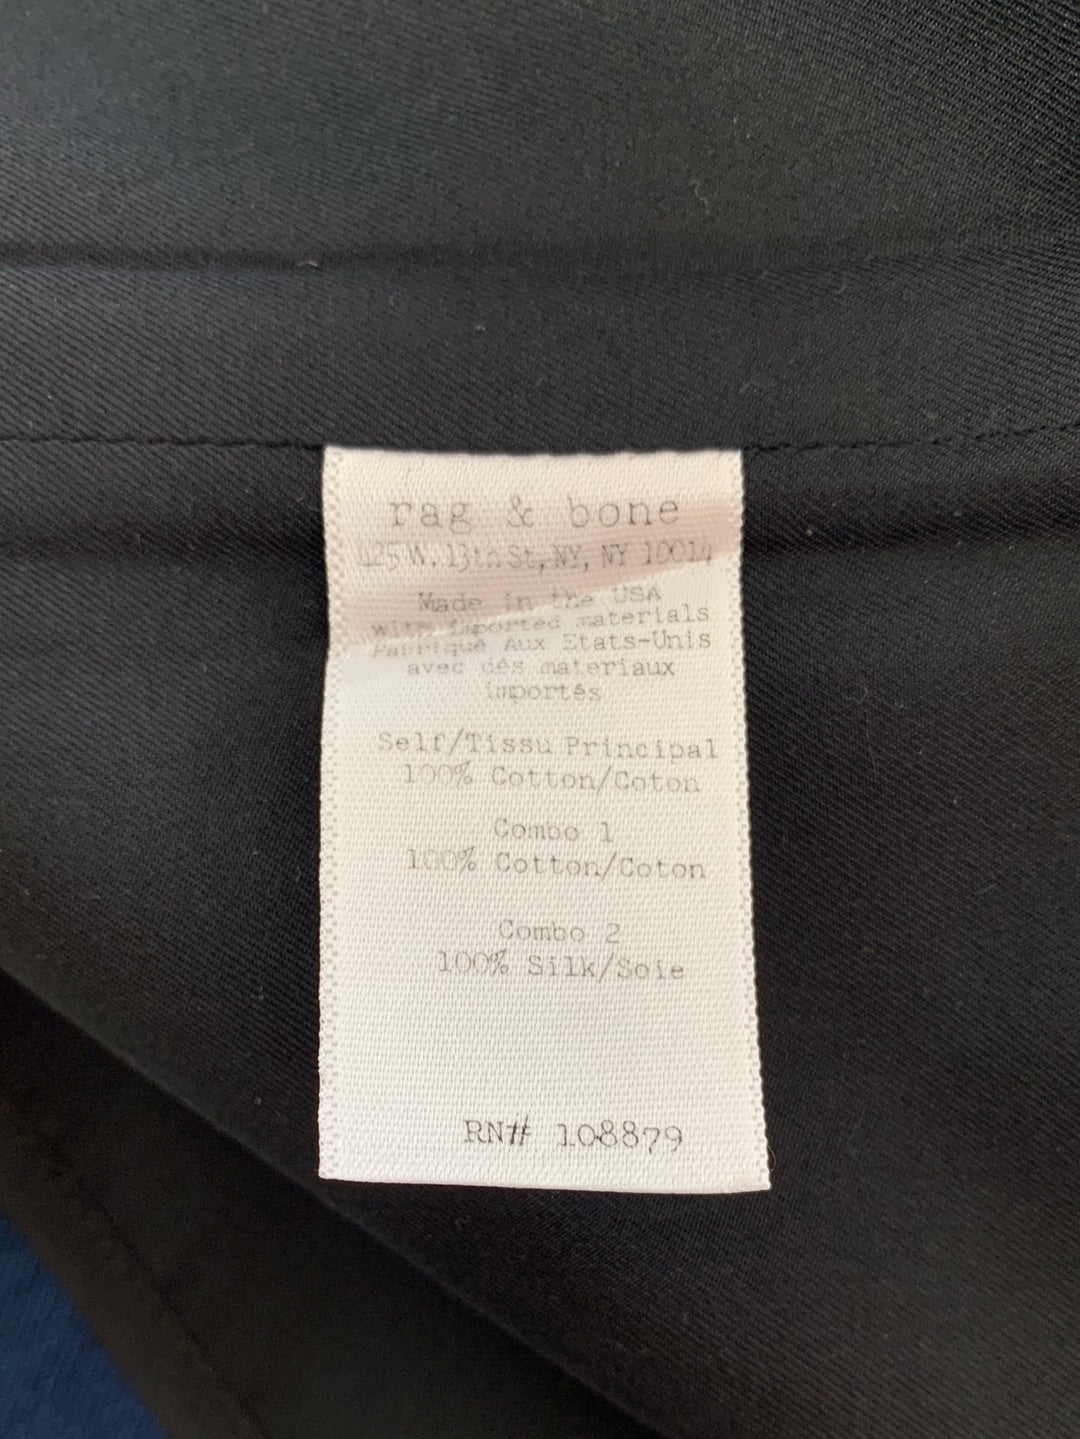 rag & bone
425 W. 13th St, NY, NY 10014
Made in the USA
with imported materials
Fabriqué Aux Etats-Unis
avec dés materiaux
importés
Self/Tissu Principal
100% Cotton/Coton
Combo 1
100% Cotton/Coton
Combo 2
100% Silk/Soie
RN# 108879